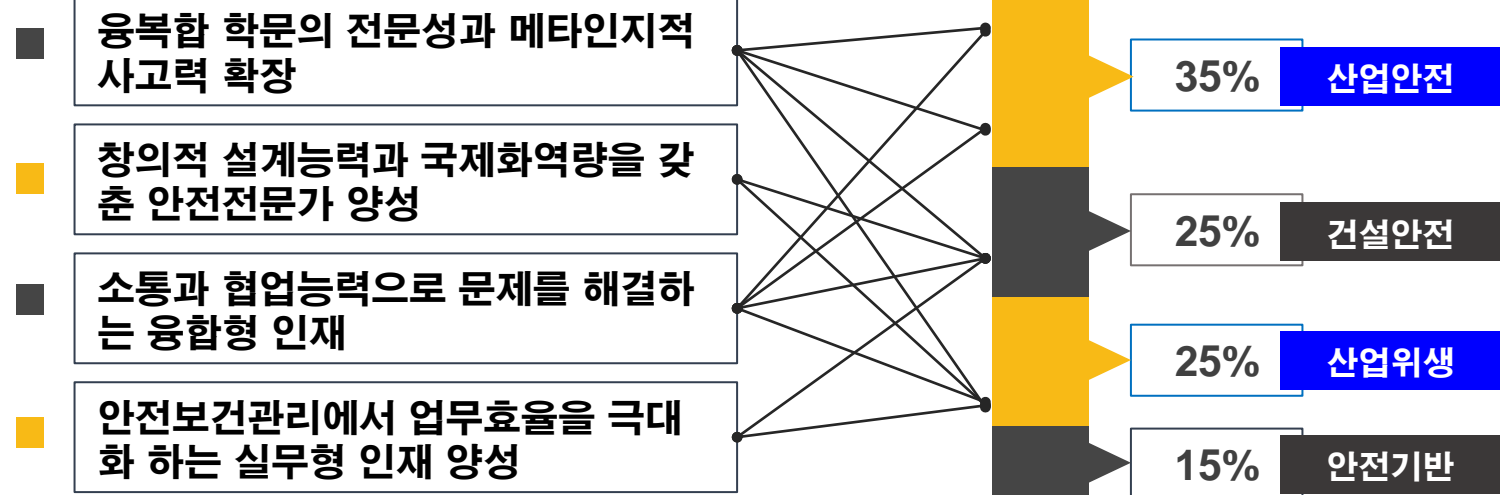 융복합 학문의 전문성과 메타인지적
사고력 확장
창의적 설계능력과 국제화역량을 갖
춘 안전전문가 양성
소통과 협업능력으로 문제를 해결하
는 융합형 인재
안전보건관리에서 업무효율을 극대
화 하는 실무형 인재 양성
35% 산업안전
25% 건설안전
25% 산업위생
15% 안전기반